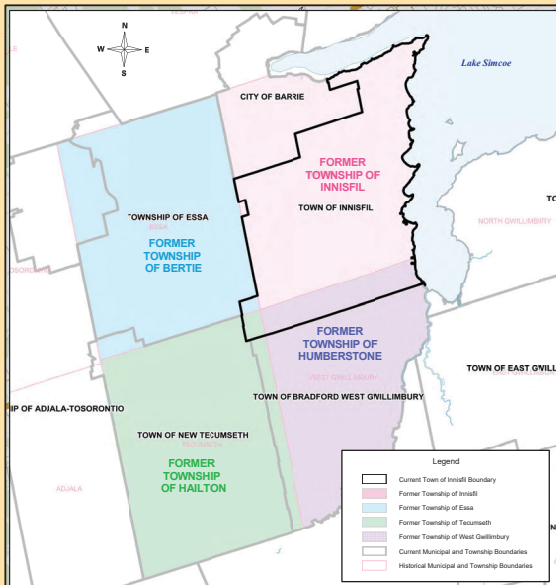 VESPRA
LE
N
W E
S
Lake Simcoe
CITY OF BARRIE
FORMER
TOWNSHIP OF
INNISFIL
TOWN OF INNISFIL
TOWNSHIP OF ESSA
ESSA
FORMER
TOWNSHIP
OF BERTIE
NORTH GWILLIMBURY
FORMER
TOWNSHIP OF
HUMBERSTONE
WEST GWILLIMBURY
TOWN OF EAST GWILL
TOWN OF BRADFORD WEST GWILLIMBURY
IP OF ADJALA-TOSORONTIO
TOWN OF NEW TECUMSETH
TECUMSETH
FORMER
TOWNSHIP
OF HAILTON
ADJALA
Legend
Current Town of Innisfil Boundary
Former Township of Innisfil
Former Township of Essa
Former Township of Tecumseth
Former Township of West Gwillimbury
Current Municipal and Township Boundaries
Historical Municipal and Township Boundaries